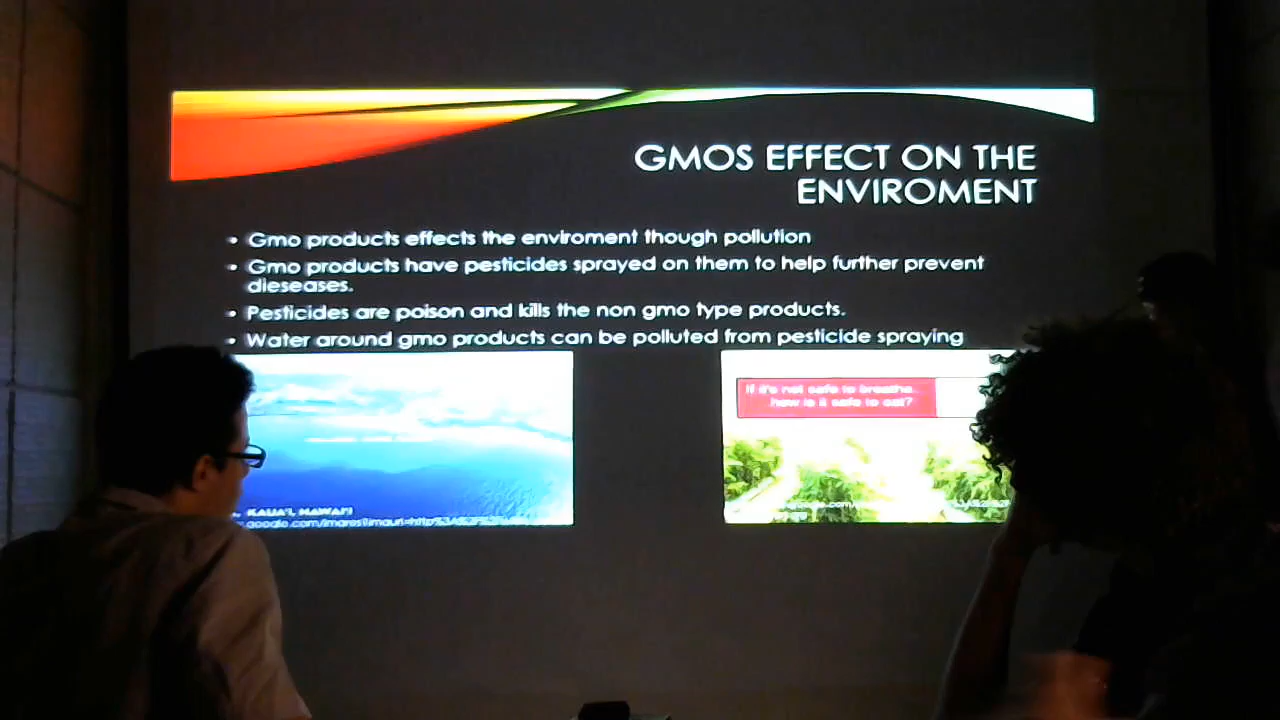 GMOS EFFECT ON THE
ENVIROMENT
• Gmo products effects the enviroment though pollution
• Gmo products have pesticides sprayed on them to help further prevent
dieseases.
• Pesticides are poison and kills the non gmo type products.
• Water around gmo products can be polluted from pesticide spraying
If it's not safe to breathe.
how is it safe to eat?
KAUA'I, HAWAI'I